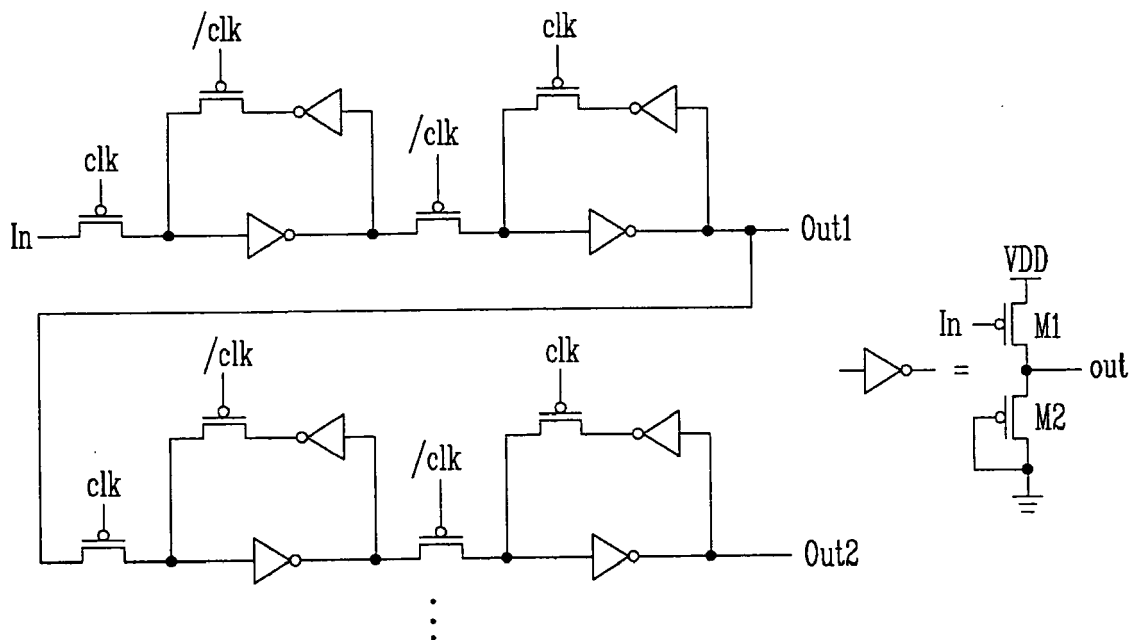 /clk
clk
clk
/clk
In
Out1
VDD
In
M1
=
out
M2
/clk
clk
clk
/clk
Out2